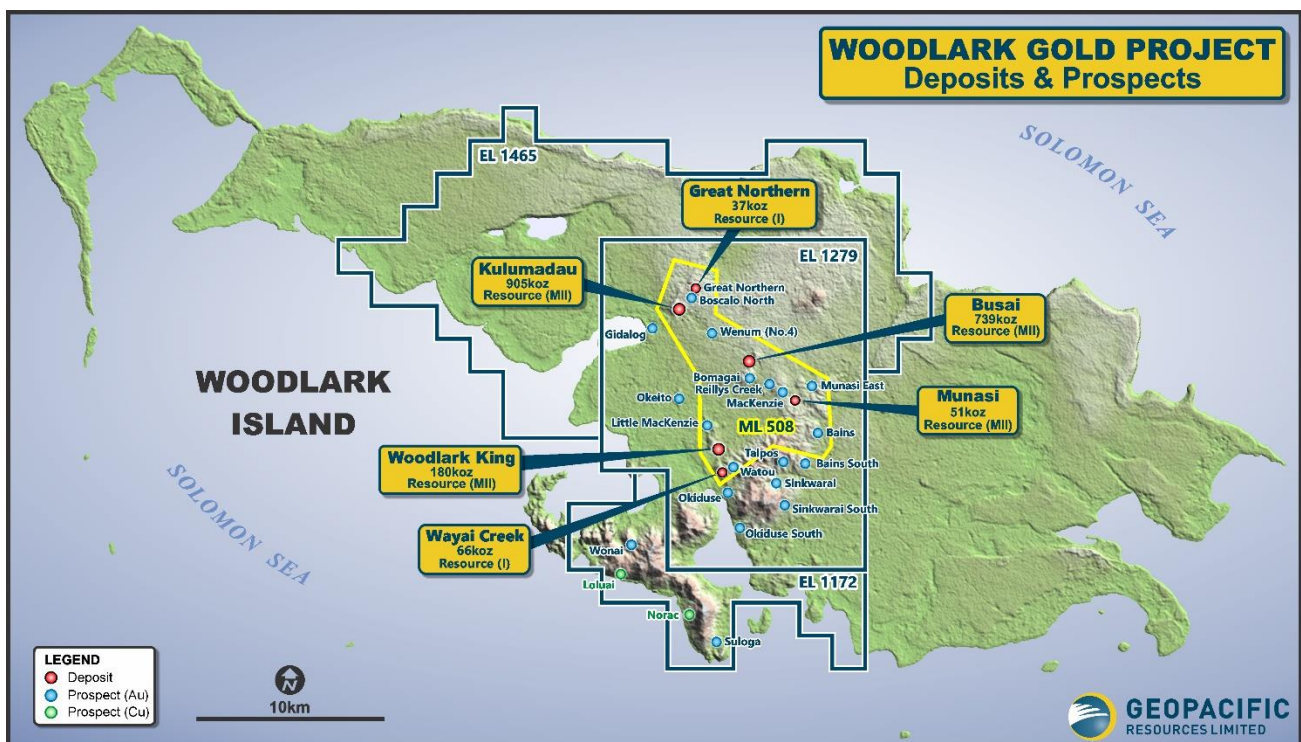 WOODLARK GOLD PROJECT
Deposits & Prospects
SOLOMON SEA
EL 1465
Great Northern
37koz
Resource (I)
EL 1279
Kulumadau
905koz
Resource (MII)
Great Northern
Boscalo North
Busai
739koz
Resource (MII)
Gidalog
Wenum (No.4)
WOODLARK
ISLAND
Bomagai
Reillys Creek
MacKenzie
Munasi East
Munasi
51koz
Resource (MII)
Okeito
Little MacKenzie
ML 508
Bains
Woodlark King
180koz
Resource (MII)
Talpos
Watou
Bains South
Sinkwarai
Okiduse
Sinkwarai South
Okiduse South
SOLOMON SEA
Wayai Creek
66koz
Resource (I)
Wonai
Loluai
EL 1172
Norac
Suloga
LEGEND
Deposit
Prospect (Au)
Prospect (Cu)
N
10km
GEOPACIFIC
RESOURCES LIMITED